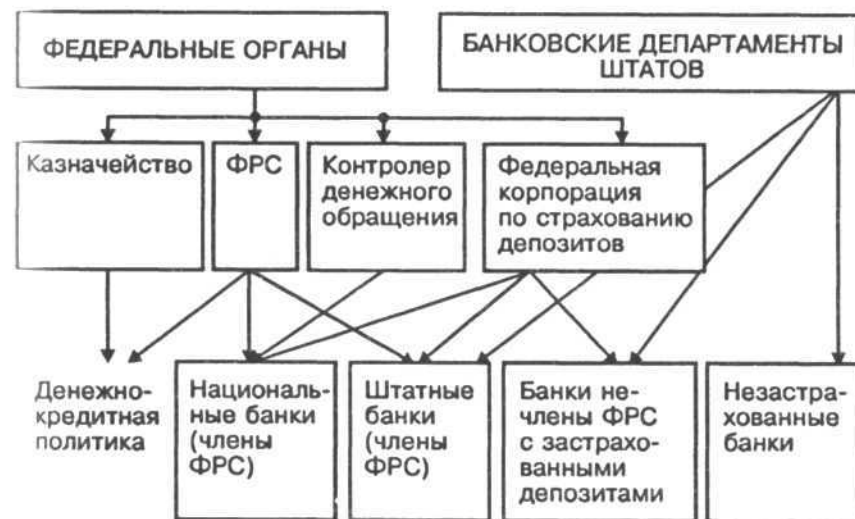 ФЕДЕРАЛЬНЫЕ ОРГАНЫ
БАНКОВСКИЕ ДЕПАРТАМЕНТЫ
ШТАТОВ
Казначейство
ФРС
Контролер
денежного
обращения
Федеральная
корпорация
по страхованию
депозитов
Денежно-
кредитная
политика
Националь-
ные банки
(члены
ФРС)
Штатные
банки
(члены
ФРС)
Банки не-
члены ФРС
с застрахо-
ванными
депозитами
Незастра-
хованные
банки